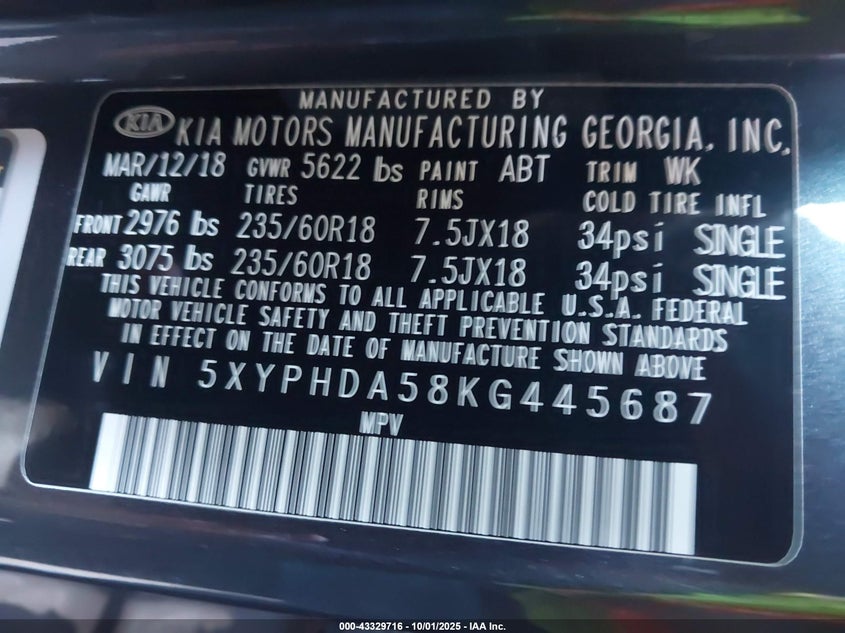 MANUFACTURED BY
KIA KIA MOTORS MANUFACTURING GEORGIA, INC.
MAR/12/18 GVWR 5622 lbs PAINT ABT TRIM WK
GAWR TIRES RIMS COLD TIRE INFL
FRONT 2976 lbs 235/60R18 7.5JX18 34psi SINGLE
REAR 3075 lbs 235/60R18 7.5JX18 34psi SINGLE
THIS VEHICLE CONFORMS TO ALL APPLICABLE U.S.A. FEDERAL
MOTOR VEHICLE SAFETY AND THEFT PREVENTION STANDARDS
IN EFFECT ON THE DATE OF MANUFACTURE SHOWN ABOVE
VIN 5XYPHDA58KG445687
MPV
000-43329716 - 10/01/2025 - IAA Inc.